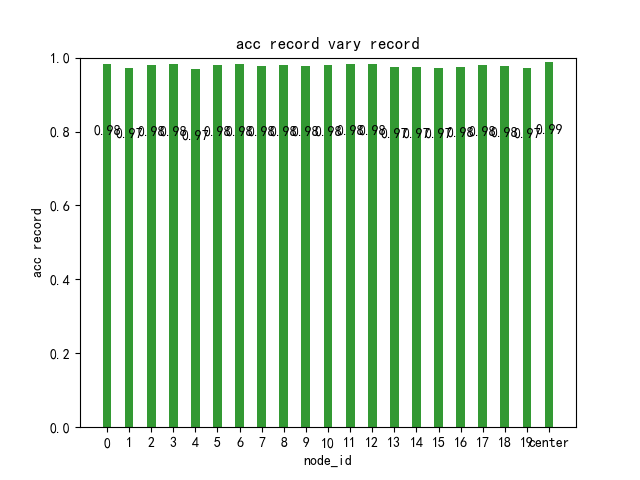 acc record vary record
acc record
1.0
0.8
0.6
0.4
0.2
0.0
0.98 0.97 0.98 0.98 0.97 0.98 0.98 0.98 0.98 0.98 0.98 0.98 0.98 0.97 0.97 0.97 0.98 0.98 0.98 0.97 0.99
0 1 2 3 4 5 6 7 8 9 10 11 12 13 14 15 16 17 18 19 center
node_id